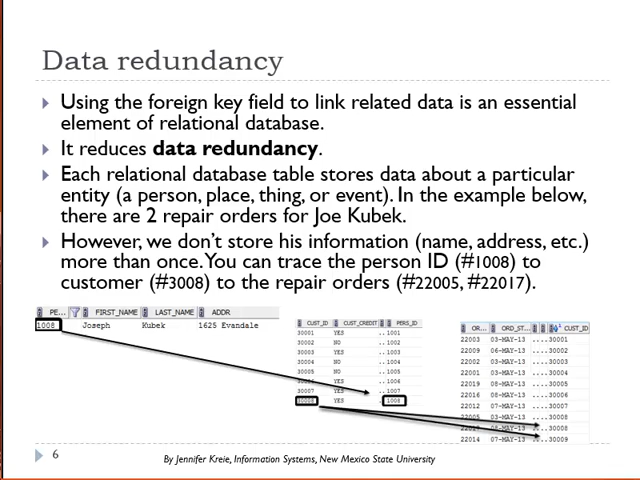 Data redundancy
Using the foreign key field to link related data is an essential
element of relational database.
It reduces data redundancy.
Each relational database table stores data about a particular
entity (a person, place, thing, or event). In the example below,
there are 2 repair orders for Joe Kubek.
However, we don't store his information (name, address, etc.)
more than once. You can trace the person ID (#1008) to
customer (#3008) to the repair orders (#22005, #22017).
PE... FIRST_NAME LAST_NAME ADDR
1008 Joseph Kubek 1625 Evandale
CUST_ID CUST_CREDIT PERS_ID
30001 YES ...1001
30002 NO ...1002
30003 YES ...1003
30004 NO ...1004
30005 NO ...1005
YES ...1006
30007 YES ...1007
YES ...1008
OR... ORD_ST... CUST_ID
22003 03-MAY-13 ....30001
22009 06-MAY-13 ....30002
22002 03-MAY-13 ....30003
22001 03-MAY-13 ....30004
22019 08-MAY-13 ....30005
22016 08-MAY-13 ....30006
22012 07-MAY-13 ....30007
22005 03-MAY-13 ....30008
08-MAY-13 ....30008
22014 07-MAY-13 ....30009
6
By Jennifer Kreie, Information Systems, New Mexico State University